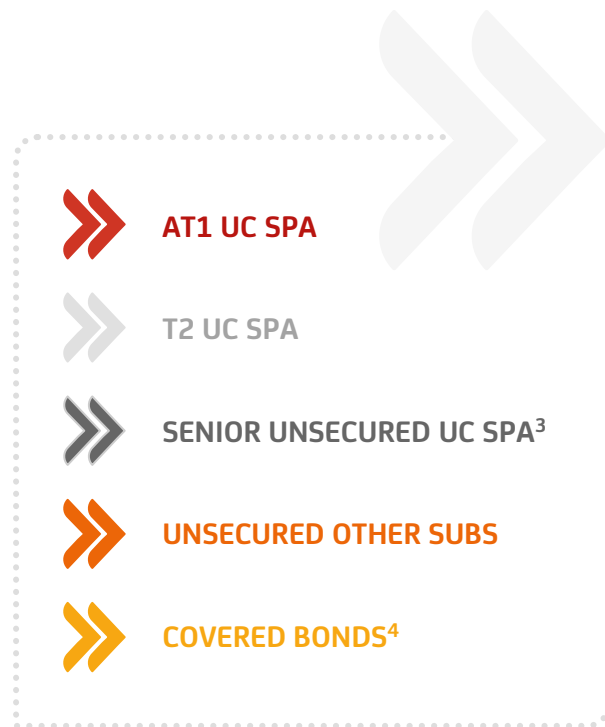 AT1 UC SPA
T2 UC SPA
SENIOR UNSECURED UC SPA³
UNSECURED OTHER SUBS
COVERED BONDS⁴